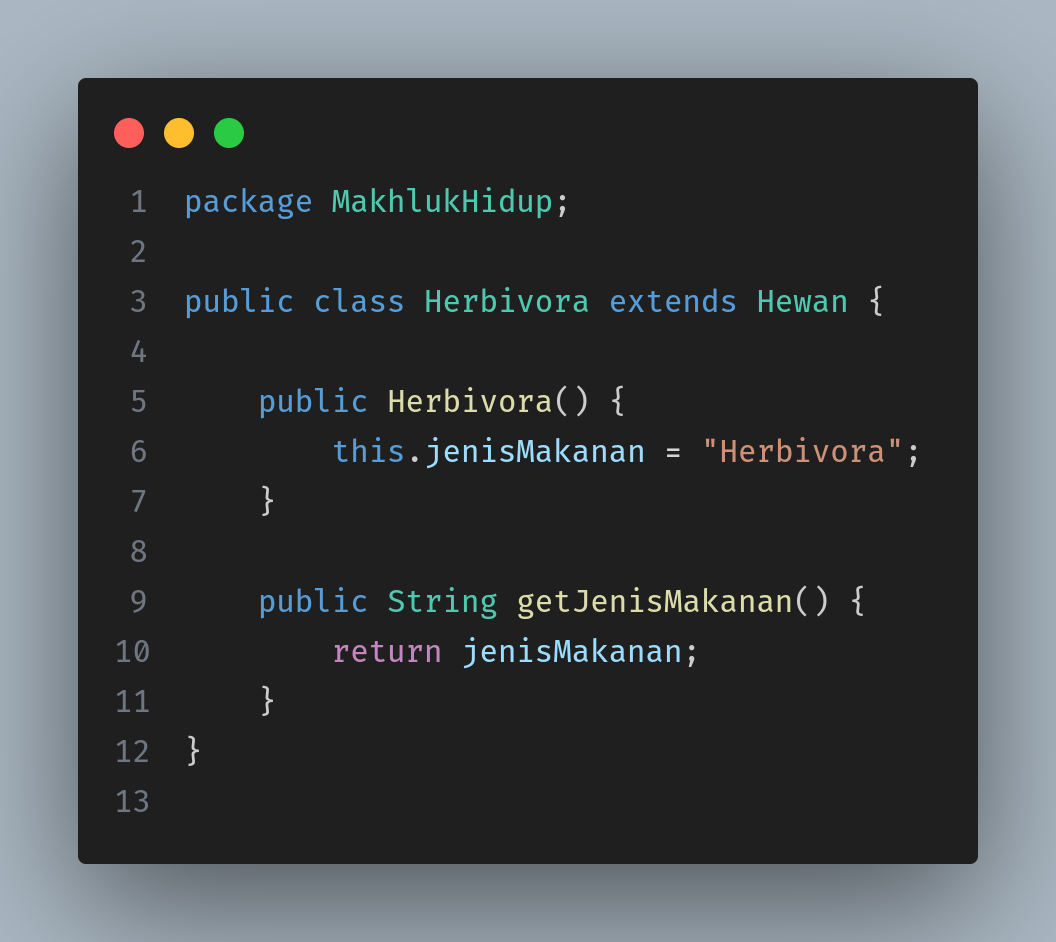 1 package MakhlukHidup;
2
3 public class Herbivora extends Hewan {
4
5     public Herbivora() {
6         this.jenisMakanan = "Herbivora";
7     }
8
9     public String getJenisMakanan() {
10         return jenisMakanan;
11     }
12 }
13